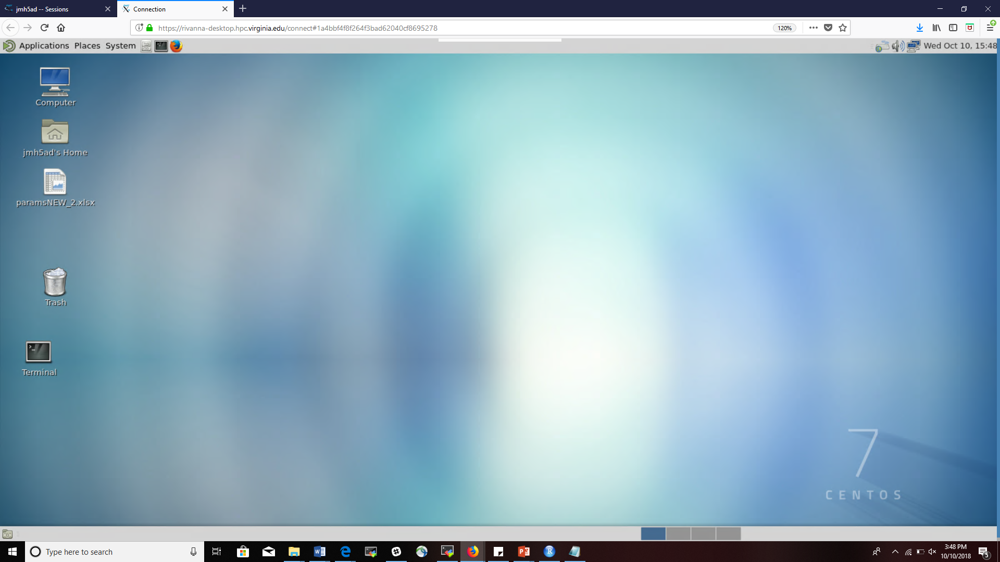 jmh5ad -- Sessions
Connection
https://rivanna-desktop.hpc.virginia.edu/connect#1a4bbf4f8f264f3bad62040cf8695278
120%
Applications Places System
Wed Oct 10, 15:48
Computer
jmh5ad's Home
paramsNEW_2.xlsx
Trash
Terminal
7
CENTOS
Type here to search
3:48 PM
10/10/2018
5